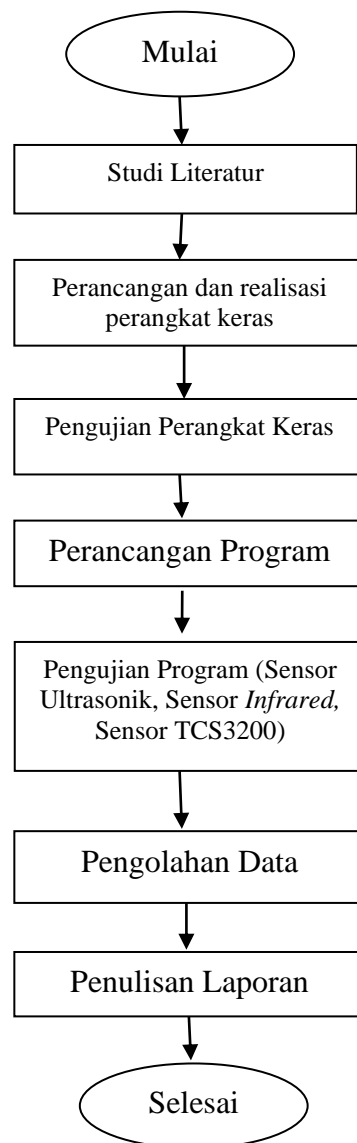 Mulai
Studi Literatur
Perancangan dan realisasi
perangkat keras
Pengujian Perangkat Keras
Perancangan Program
Pengujian Program (Sensor
Ultrasonik, Sensor Infrared,
Sensor TCS3200)
Pengolahan Data
Penulisan Laporan
Selesai